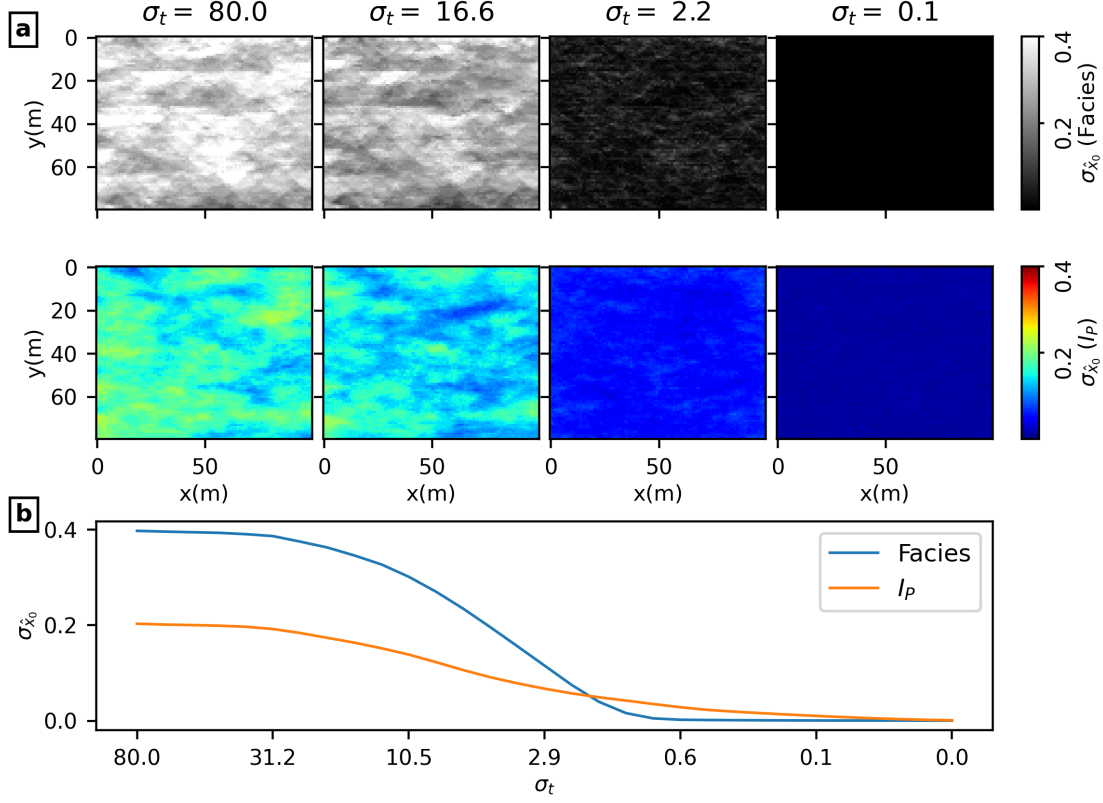 a
σ_t = 80.0 σ_t = 16.6 σ_t = 2.2 σ_t = 0.1
0
20
40
60
y(m)
0 50
0.4
0.2
σ_x̂₀ (Facies)
0
20
40
60
y(m)
0 50 0 50 0 50 0 50
x(m) x(m) x(m) x(m)
0.4
0.2
σ_x̂₀ (I_P)
b
0.4
0.2
0.0
σ_x̂₀
Facies
I_P
80.0 31.2 10.5 2.9 0.6 0.1 0.0
σ_t